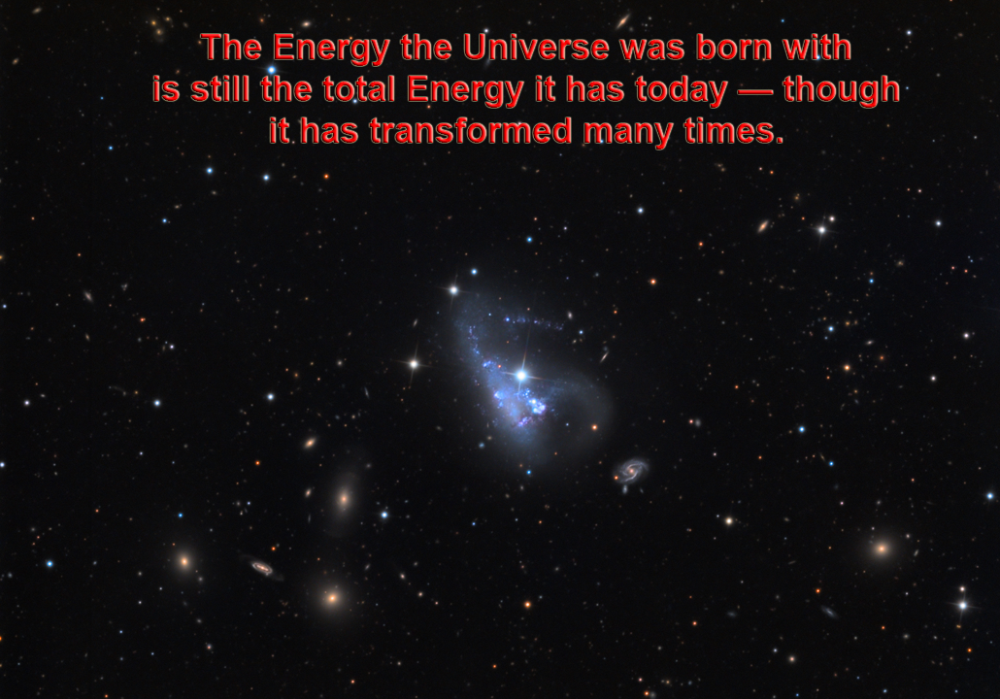 The Energy the Universe was born with
is still the total Energy it has today — though
it has transformed many times.